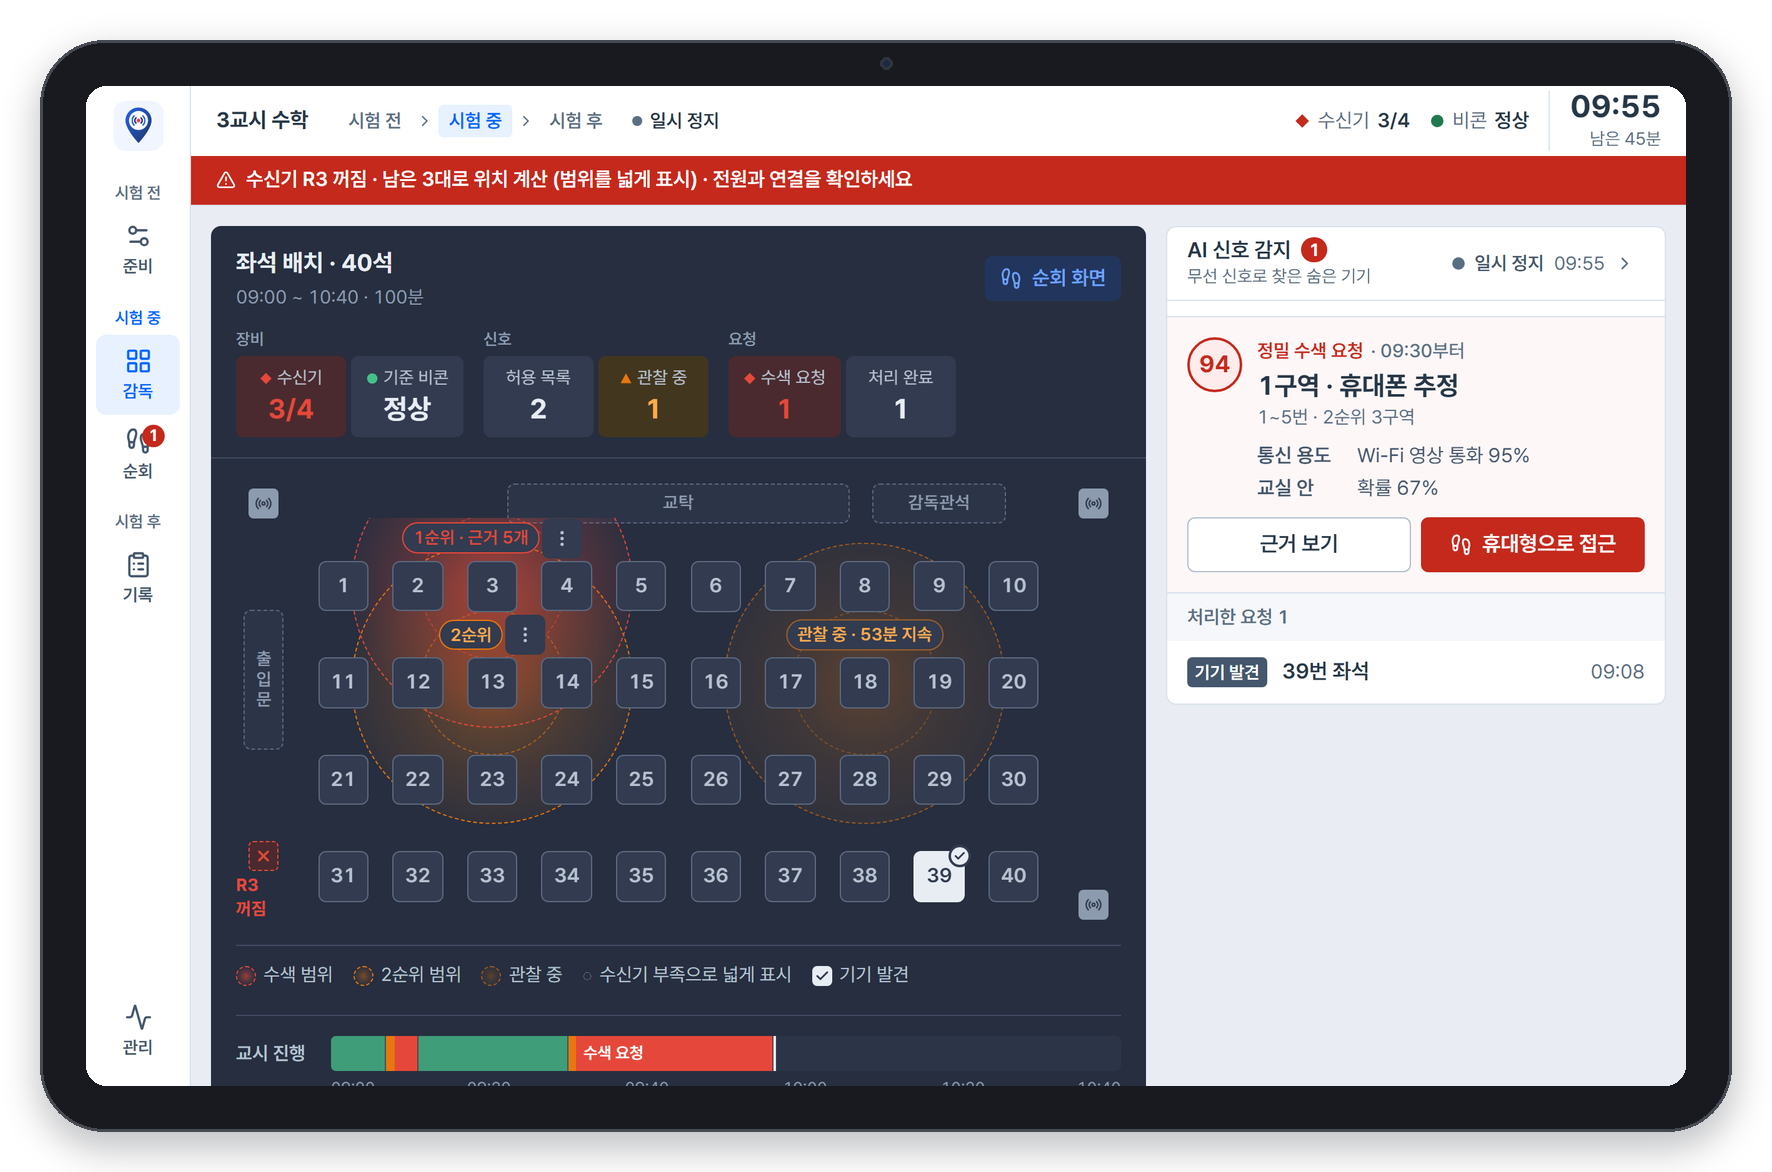 3교시 수학
시험 전
시험 중
시험 후
일시 정지
수신기 3/4
비콘 정상
09:55
남은 45분
수신기 R3 꺼짐 · 남은 3대로 위치 계산 (범위를 넓게 표시) · 전원과 연결을 확인하세요
시험 전
준비
시험 중
감독
1
순회
시험 후
기록
관리
좌석 배치 · 40석
09:00 ~ 10:40 · 100분
순회 화면
장비
신호
요청
수신기
3/4
기준 비콘
정상
허용 목록
2
관찰 중
1
수색 요청
1
처리 완료
1
교탁
감독관석
1순위 · 근거 5개
1 2 3 4 5 6 7 8 9 10
2순위
관찰 중 · 53분 지속
출입문
11 12 13 14 15 16 17 18 19 20
21 22 23 24 25 26 27 28 29 30
R3
꺼짐
31 32 33 34 35 36 37 38 39 40
수색 범위
2순위 범위
관찰 중
수신기 부족으로 넓게 표시
기기 발견
교시 진행
수색 요청
AI 신호 감지 1
무선 신호로 찾은 숨은 기기
일시 정지 09:55
94
정밀 수색 요청 · 09:30부터
1구역 · 휴대폰 추정
1~5번 · 2순위 3구역
통신 용도 Wi-Fi 영상 통화 95%
교실 안 확률 67%
근거 보기
휴대형으로 접근
처리한 요청 1
기기 발견 39번 좌석 09:08